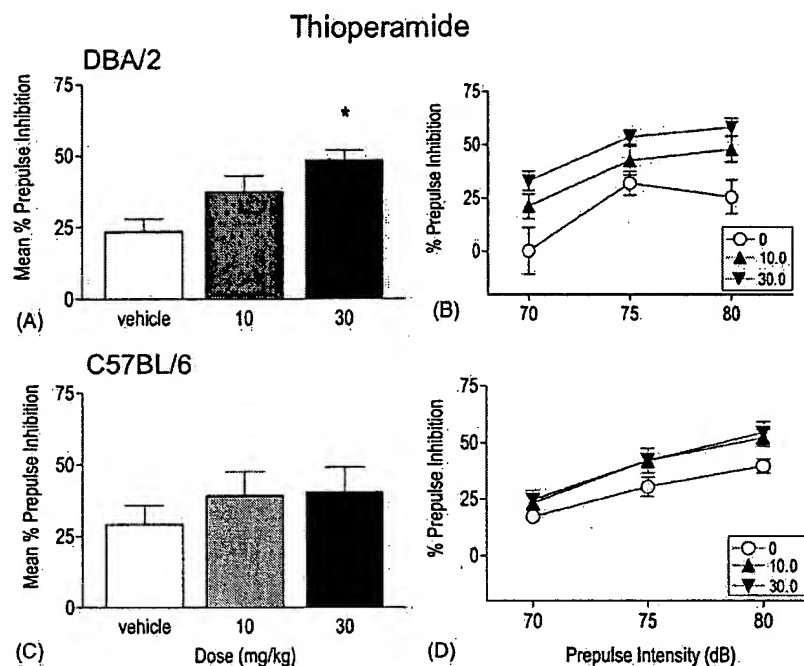 Thioperamide
DBA/2
Mean % Prepulse Inhibition
75
50
25
0
*
vehicle 10 30
(A)
% Prepulse Inhibition
75
50
25
0
70 75 80
0
10.0
30.0
(B)
C57BL/6
Mean % Prepulse Inhibition
75
50
25
0
vehicle 10 30
(C)
Dose (mg/kg)
% Prepulse Inhibition
75
50
25
0
70 75 80
0
10.0
30.0
(D)
Prepulse Intensity (dB)